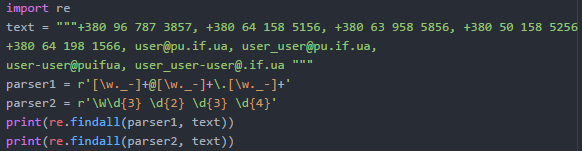 import re
text = """+380 96 787 3857, +380 64 158 5156, +380 63 958 5856, +380 50 158 5256
+380 64 198 1566, user@pu.if.ua, user_user@pu.if.ua,
user-user@puifua, user_user-user@.if.ua """
parser1 = r'[\w._-]+@[\w._-]+\.[\w._-]+'
parser2 = r'\W\d{3} \d{2} \d{3} \d{4}'
print(re.findall(parser1, text))
print(re.findall(parser2, text))